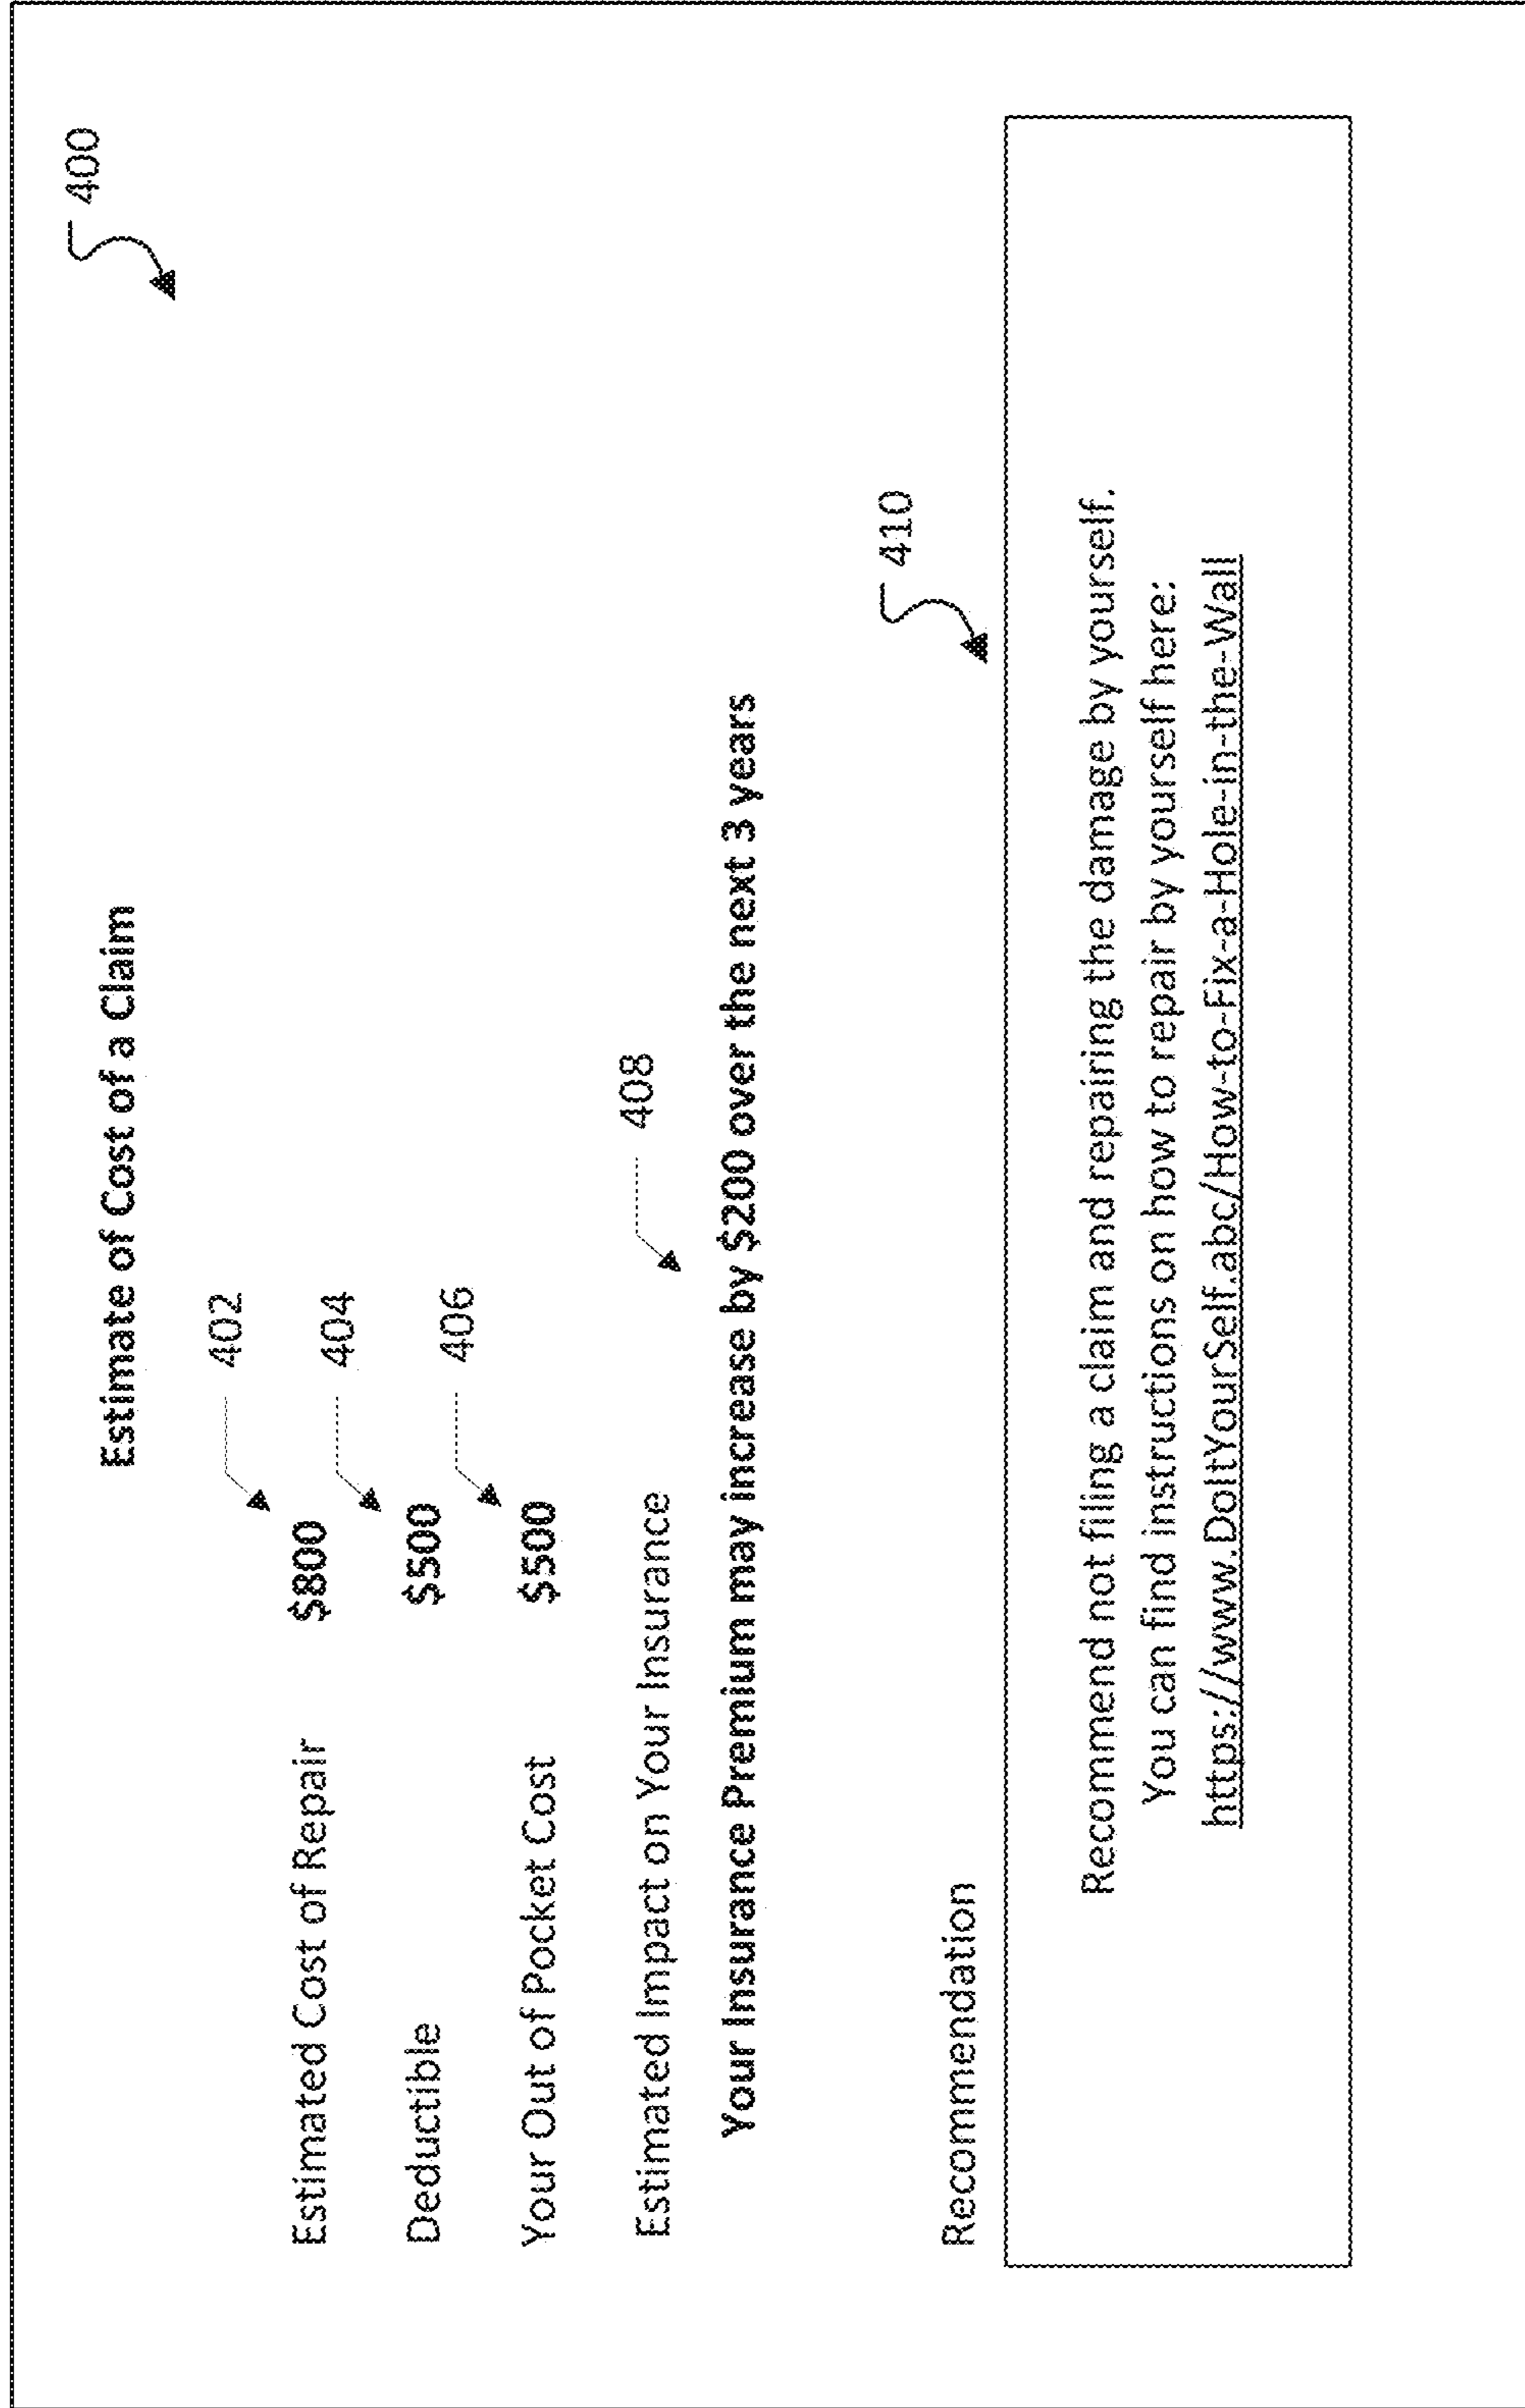 400
Estimate of Cost of a Claim
402
Estimated Cost of Repair $800
404
Deductible $500
406
Your Out of Pocket Cost $500
408
Estimated Impact on Your Insurance
Your Insurance Premium may increase by $200 over the next 3 years
410
Recommendation
Recommend not filing a claim and repairing the damage by yourself.
You can find instructions on how to repair by yourself here:
https://www.DoItYourSelf.abc/How-to-Fix-a-Hole-in-the-Wall